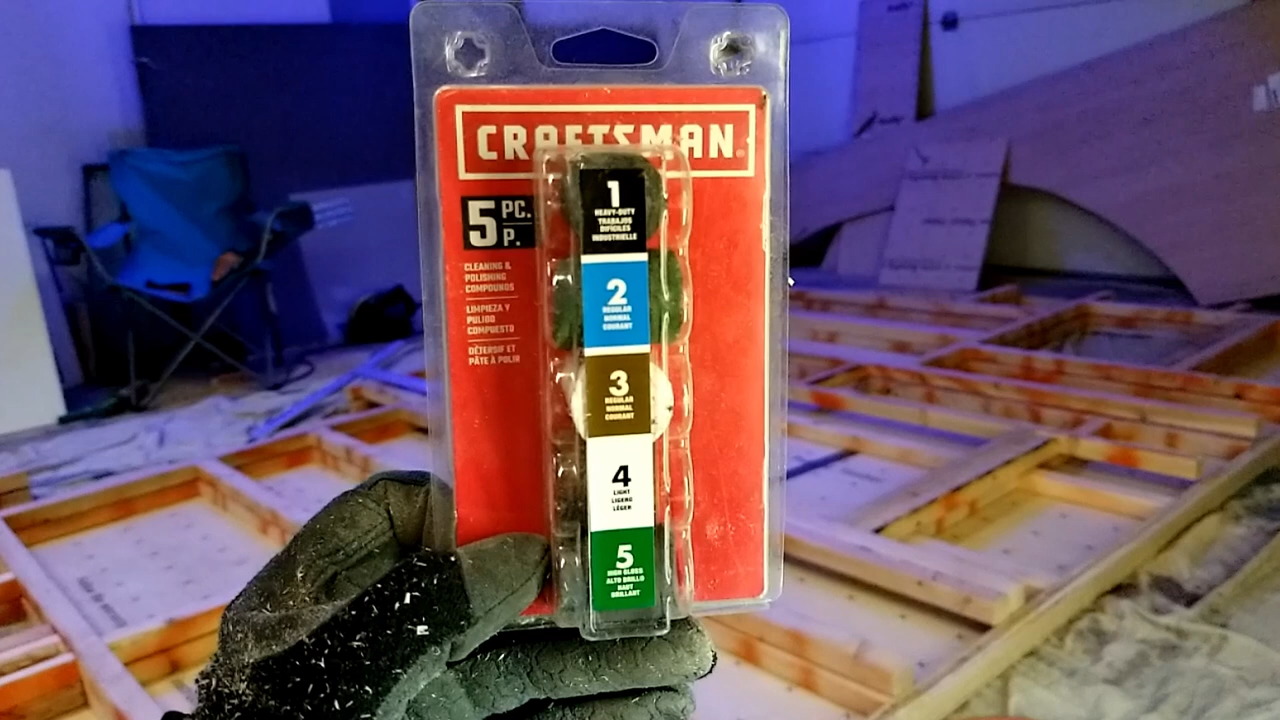 CRAFTSMAN
5 PC.
P.
CLEANING &
POLISHING
COMPOUNDS
LIMPIEZA Y
PULIDO
COMPUESTO
DÉTERSIF ET
PÂTE À POLIR
1
HEAVY-DUTY
TRABAJOS
DIFÍCILES
INDUSTRIELLE
2
REGULAR
NORMAL
COURANT
3
REGULAR
NORMAL
COURANT
4
LIGHT
LIGERO
LÉGER
5
HIGH GLOSS
ALTO BRILLO
HAUT
BRILLANT